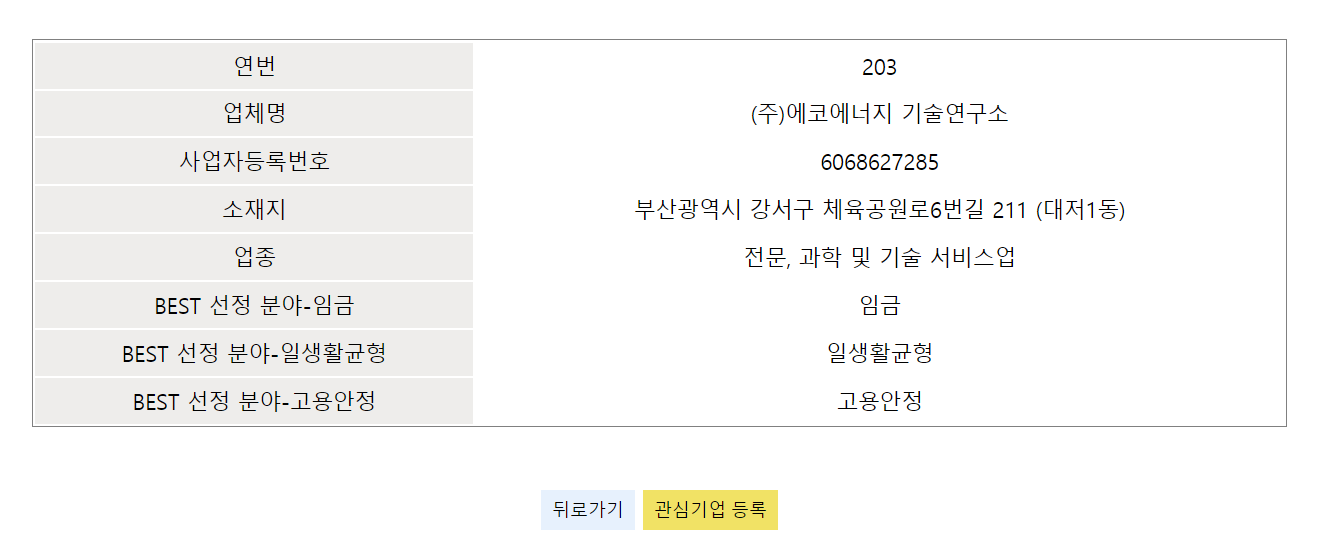 연번 203
업체명 (주)에코에너지 기술연구소
사업자등록번호 6068627285
소재지 부산광역시 강서구 체육공원로6번길 211 (대저1동)
업종 전문, 과학 및 기술 서비스업
BEST 선정 분야-임금 임금
BEST 선정 분야-일생활균형 일생활균형
BEST 선정 분야-고용안정 고용안정
뒤로가기 관심기업 등록